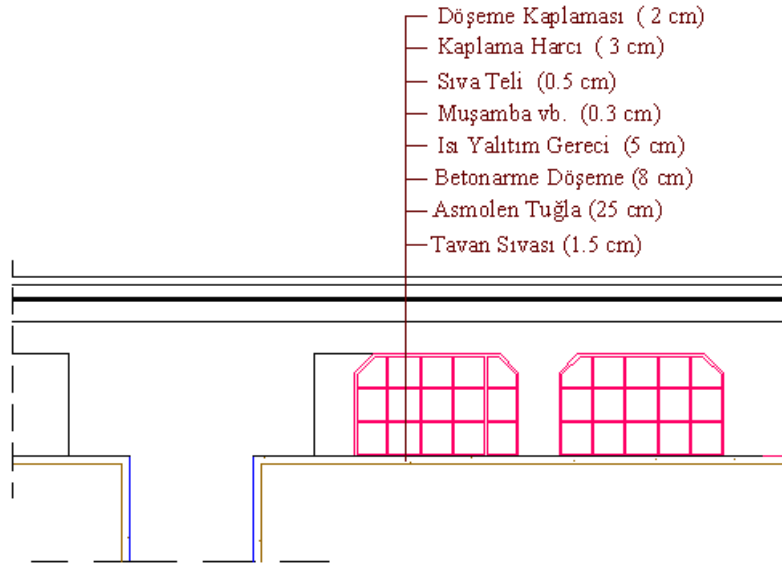 Döşeme Kaplaması ( 2 cm)
Kaplama Harcı ( 3 cm)
Sıva Teli (0.5 cm)
Muşamba vb. (0.3 cm)
Isı Yalıtım Gereci (5 cm)
Betonarme Döşeme (8 cm)
Asmolen Tuğla (25 cm)
Tavan Sıvası (1.5 cm)